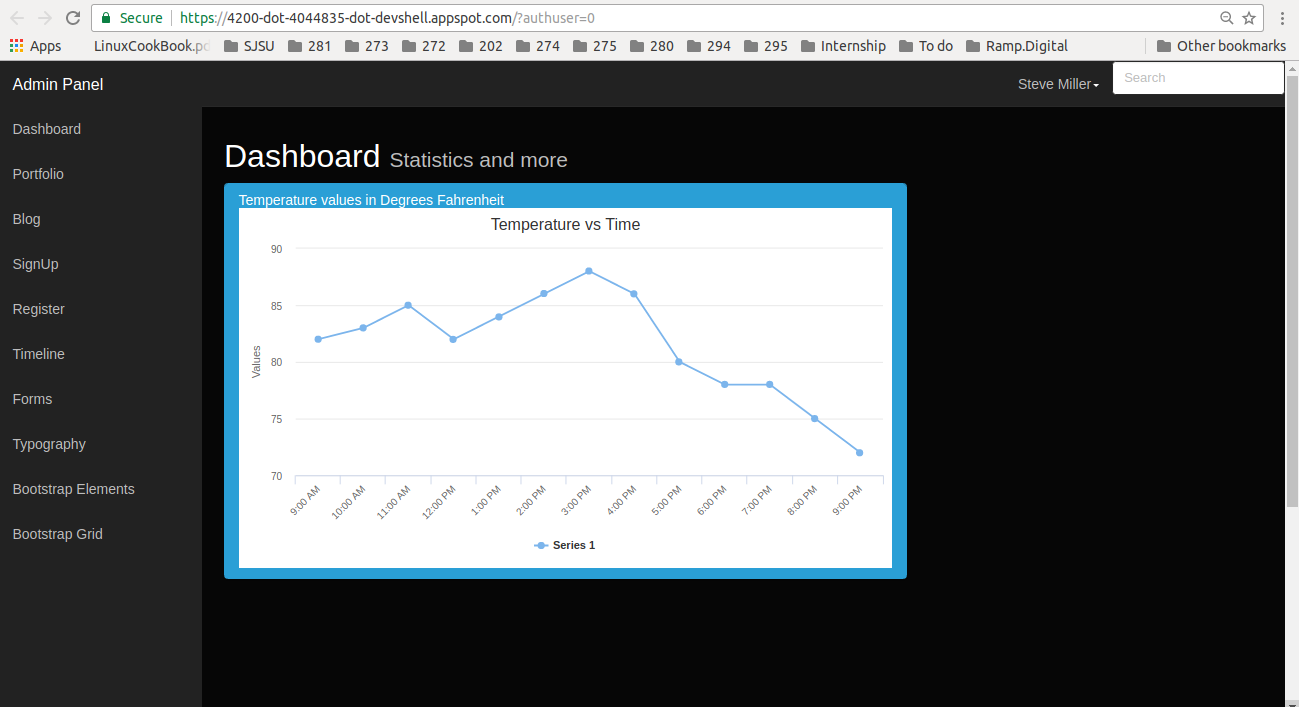 Secure https://4200-dot-4044835-dot-devshell.appspot.com/?authuser=0
Apps LinuxCookBook.pd SJSU 281 273 272 202 274 275 280 294 295 Internship To do Ramp.Digital Other bookmarks
Admin Panel Steve Miller Search
Dashboard
Portfolio
Blog
SignUp
Register
Timeline
Forms
Typography
Bootstrap Elements
Bootstrap Grid
Dashboard Statistics and more
Temperature values in Degrees Fahrenheit
Temperature vs Time
Values
90
85
80
75
70
9:00 AM 10:00 AM 11:00 AM 12:00 PM 1:00 PM 2:00 PM 3:00 PM 4:00 PM 5:00 PM 6:00 PM 7:00 PM 8:00 PM 9:00 PM
Series 1